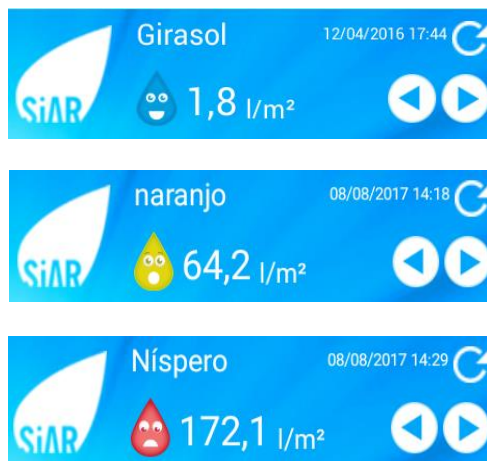 Girasol 12/04/2016 17:44
SiAR 1,8 l/m²
naranjo 08/08/2017 14:18
SiAR 64,2 l/m²
Níspero 08/08/2017 14:29
SiAR 172,1 l/m²